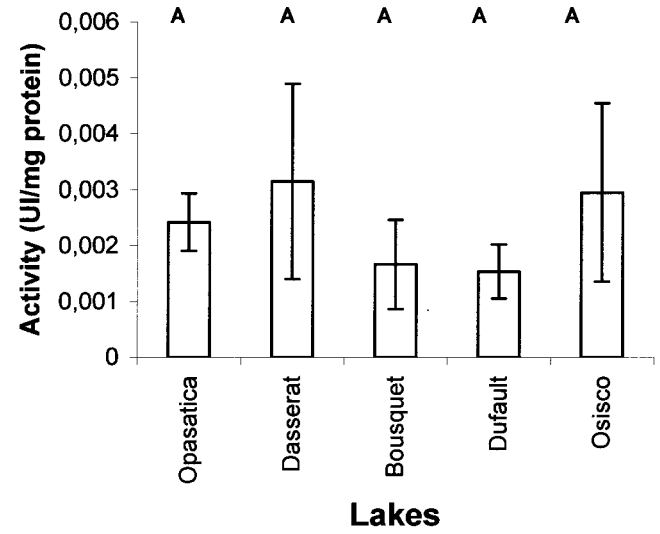 A A A A A
0,006
0,005
0,004
0,003
0,002
0,001
0
Activity (UI/mg protein)
Opasatica
Dasserat
Bousquet
Dufault
Osisco
Lakes